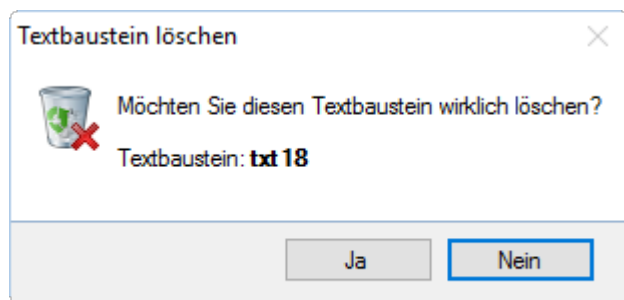 Textbaustein löschen
Möchten Sie diesen Textbaustein wirklich löschen?
Textbaustein: txt 18
Ja
Nein